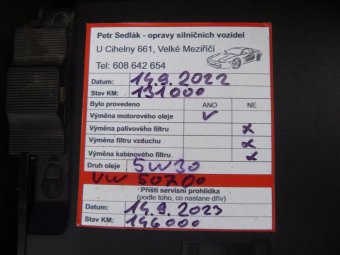 Petr Sedlák - opravy silničních vozidel
U Cihelny 661, Velké Meziříčí
Tel: 608 642 654
Datum: 14.9.2022
Stav KM: 131000
Bylo provedeno ANO NE
Výměna motorového oleje ✓
Výměna palivového filtru x
Výměna filtru vzduchu x
Výměna kabinového filtru x
Druh oleje 5W30
VW 50700
Příští servisní prohlídka
(podle toho, co nastane dřív)
Datum: 14.9.2023
Stav KM: 146000